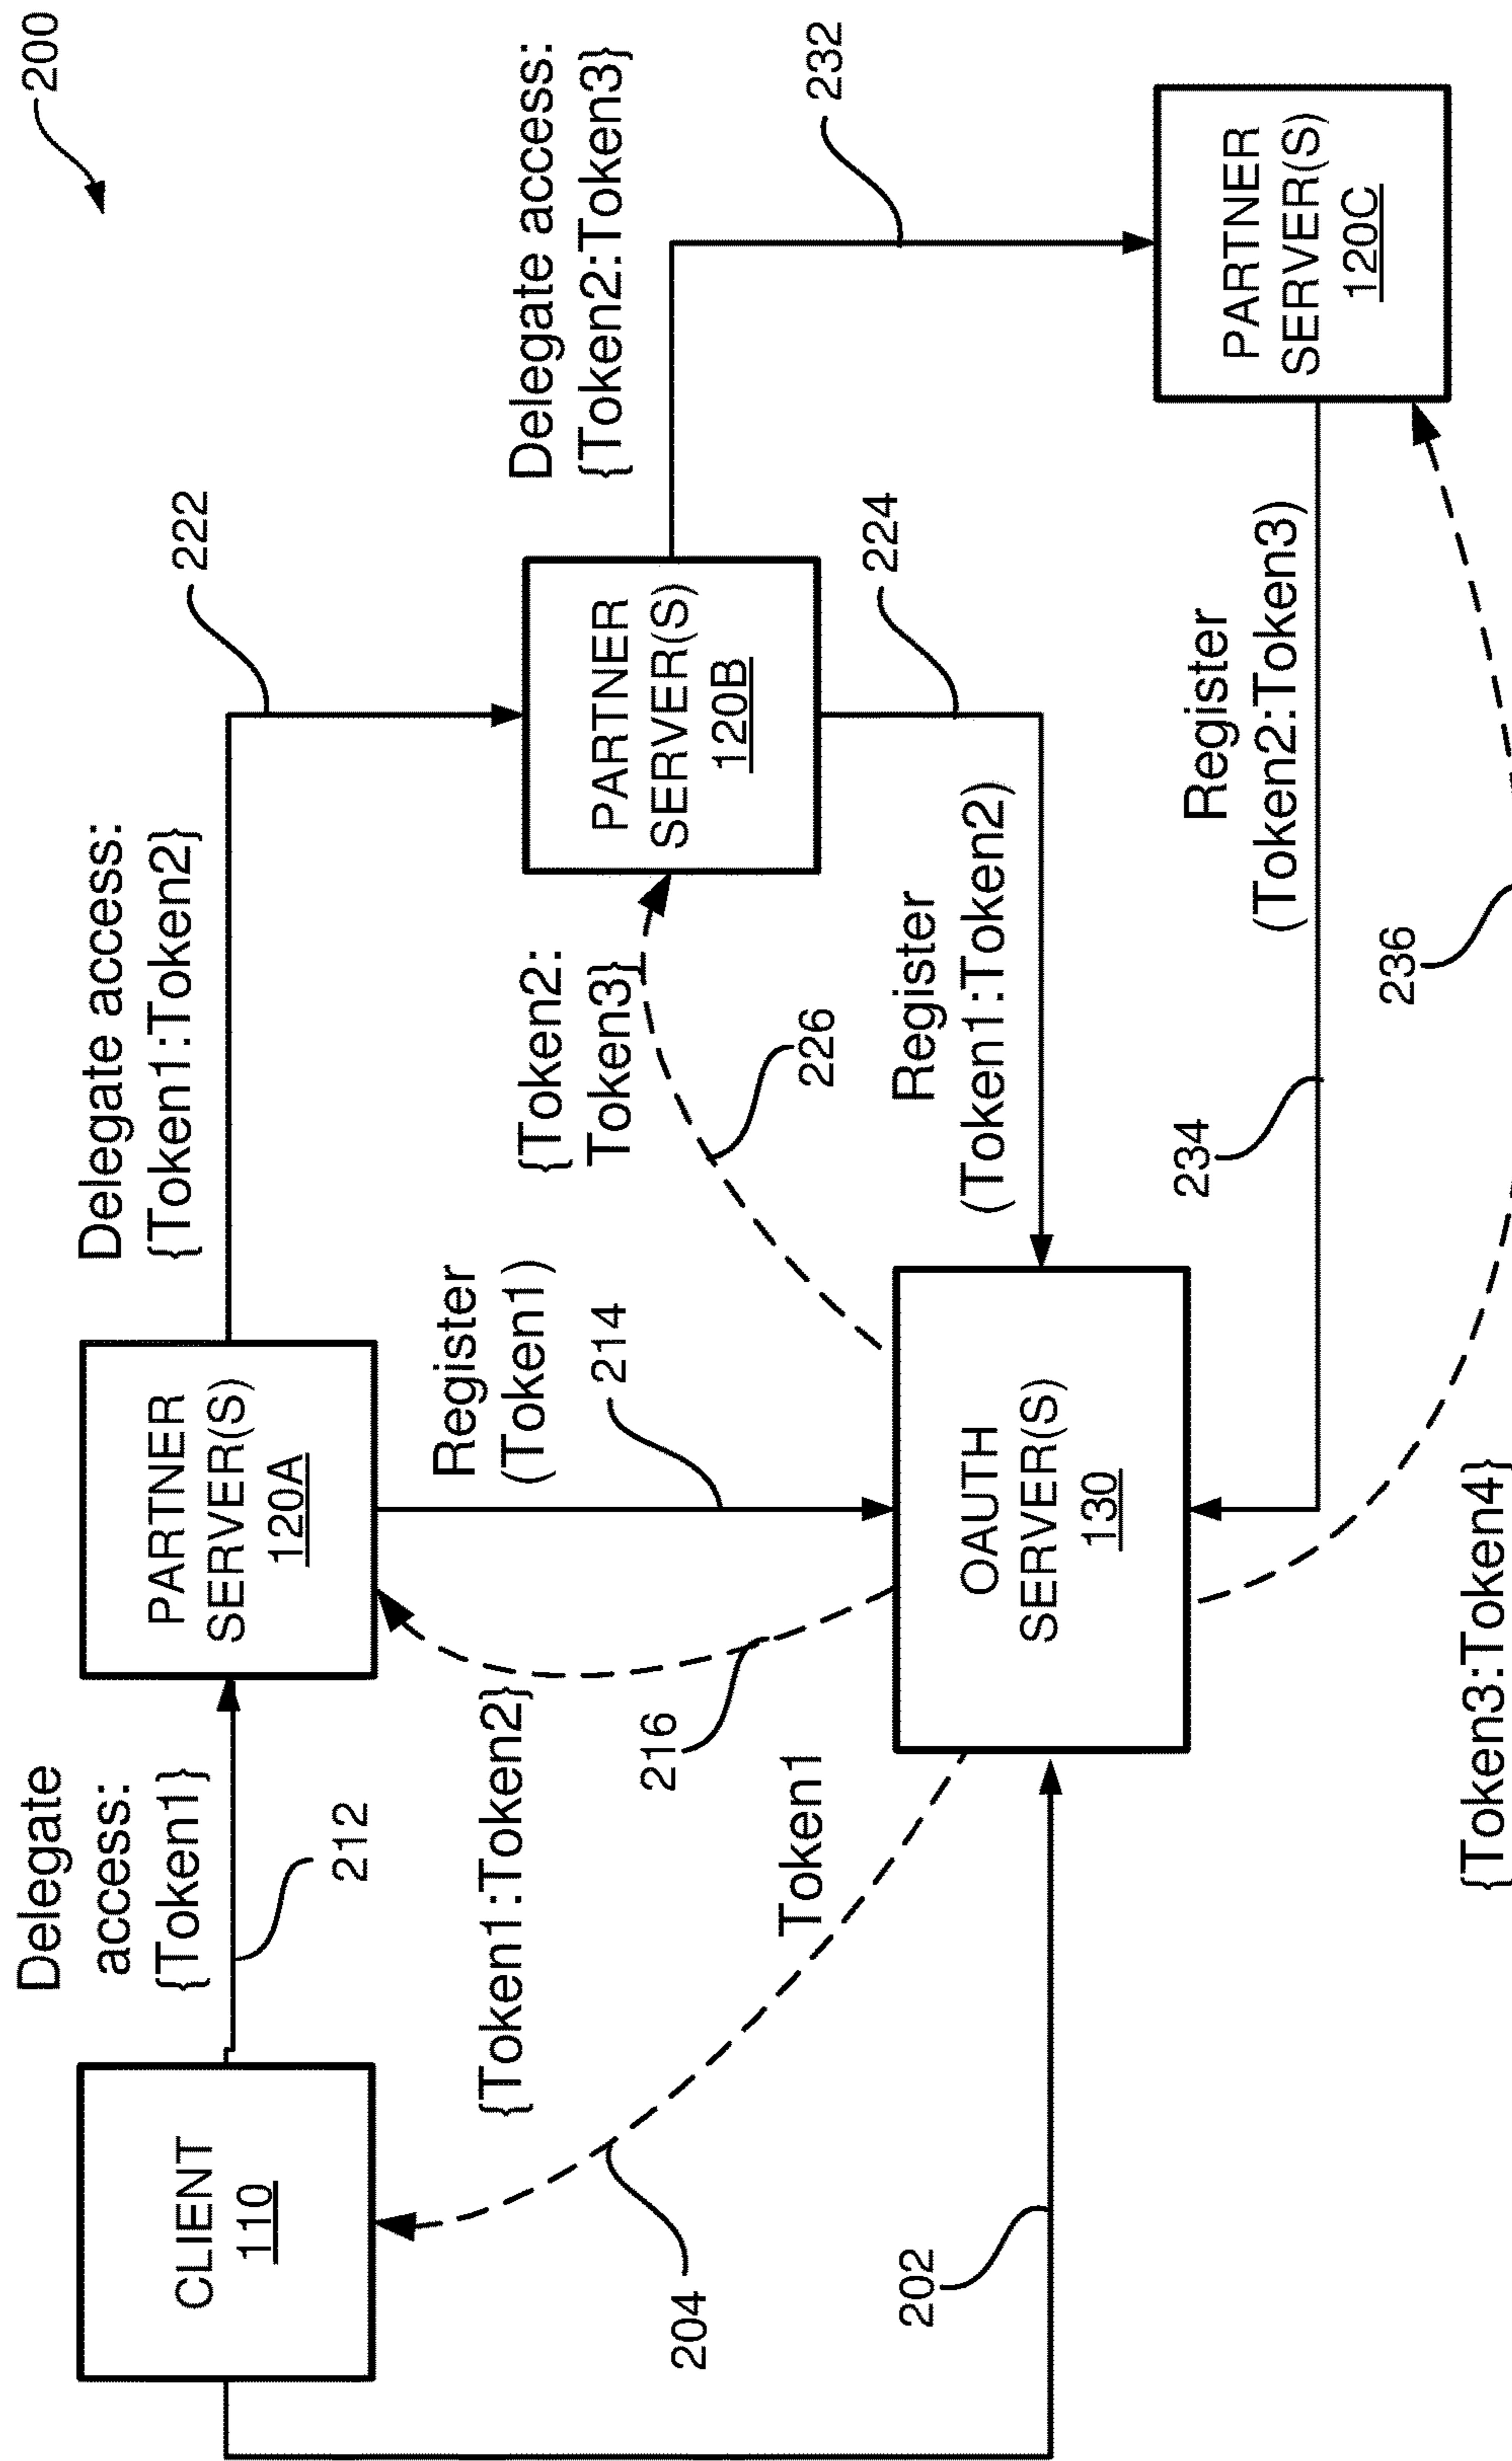 200
Delegate
access:
{Token1}
212
CLIENT
110
PARTNER
SERVER(S)
120A
Delegate access:
{Token1:Token2}
222
Register
(Token1)
214
{Token1:Token2}
216
204
Token1
202
OAUTH
SERVER(S)
130
{Token2:
Token3}
226
PARTNER
SERVER(S)
120B
Delegate access:
{Token2:Token3}
232
224
Register
(Token1:Token2)
PARTNER
SERVER(S)
120C
Register
(Token2:Token3)
234
236
{Token3:Token4}